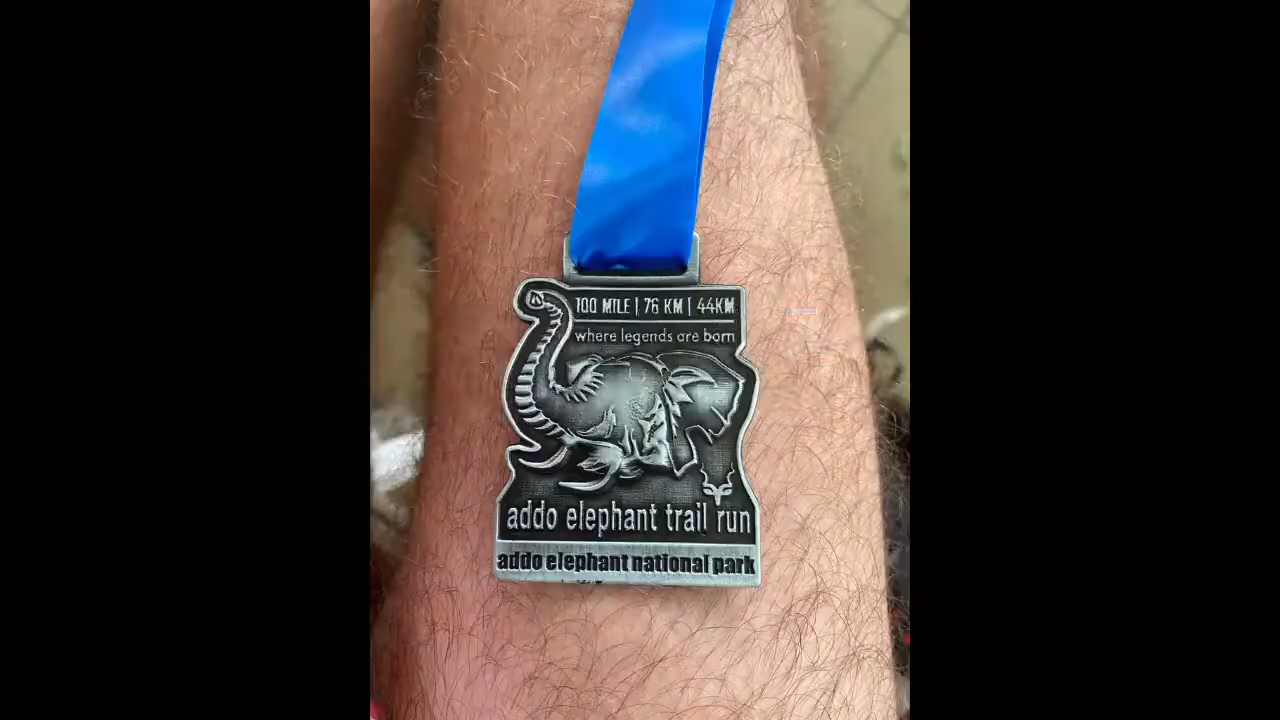 100 MILE | 76 KM | 44KM
where legends are born
addo elephant trail run
addo elephant national park